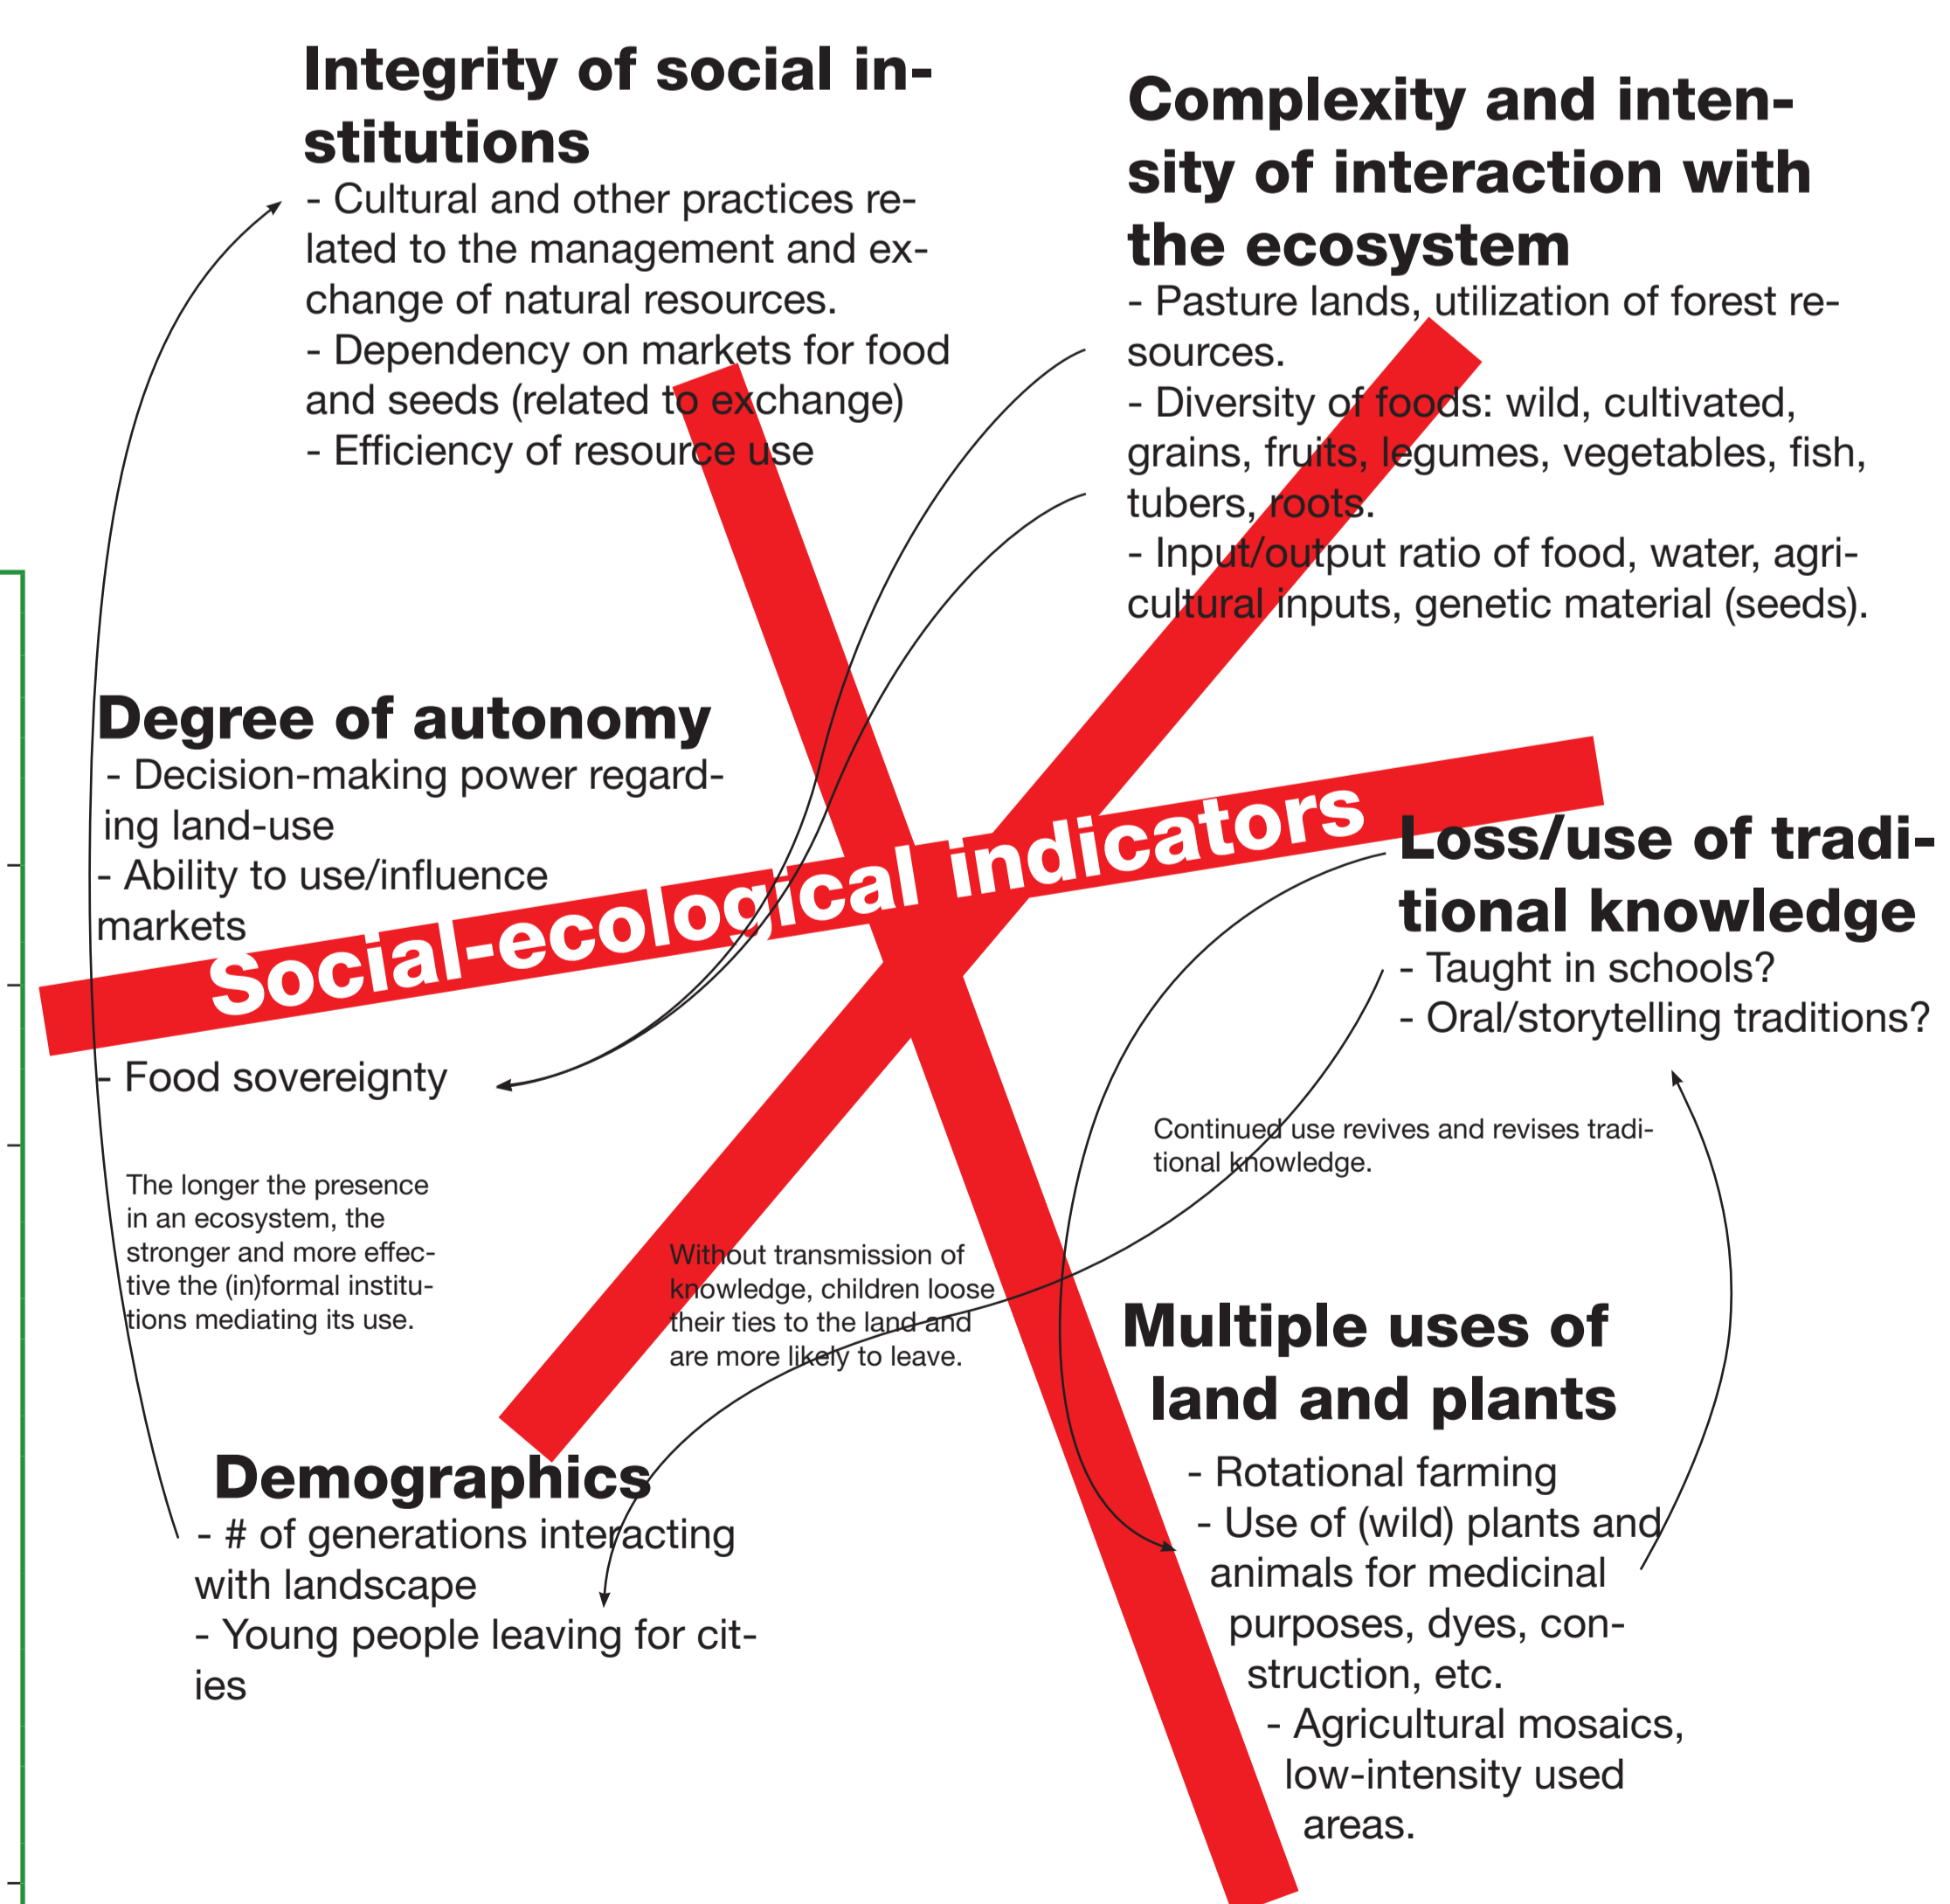 Integrity of social in-
stitutions
- Cultural and other practices re-
lated to the management and ex-
change of natural resources.
- Dependency on markets for food
and seeds (related to exchange)
- Efficiency of resource use
Complexity and inten-
sity of interaction with
the ecosystem
- Pasture lands, utilization of forest re-
sources.
- Diversity of foods: wild, cultivated,
grains, fruits, legumes, vegetables, fish,
tubers, roots.
- Input/output ratio of food, water, agri-
cultural inputs, genetic material (seeds).
Degree of autonomy
- Decision-making power regard-
ing land-use
- Ability to use/influence
markets
- Food sovereignty
Social-ecological indicators
Loss/use of tradi-
tional knowledge
- Taught in schools?
- Oral/storytelling traditions?
Continued use revives and revises tradi-
tional knowledge.
The longer the presence
in an ecosystem, the
stronger and more effec-
tive the (in)formal institu-
tions mediating its use.
Without transmission of
knowledge, children loose
their ties to the land and
are more likely to leave.
Multiple uses of
land and plants
- Rotational farming
- Use of (wild) plants and
animals for medicinal
purposes, dyes, con-
struction, etc.
- Agricultural mosaics,
low-intensity used
areas.
Demographics
- # of generations interacting
with landscape
- Young people leaving for cit-
ies